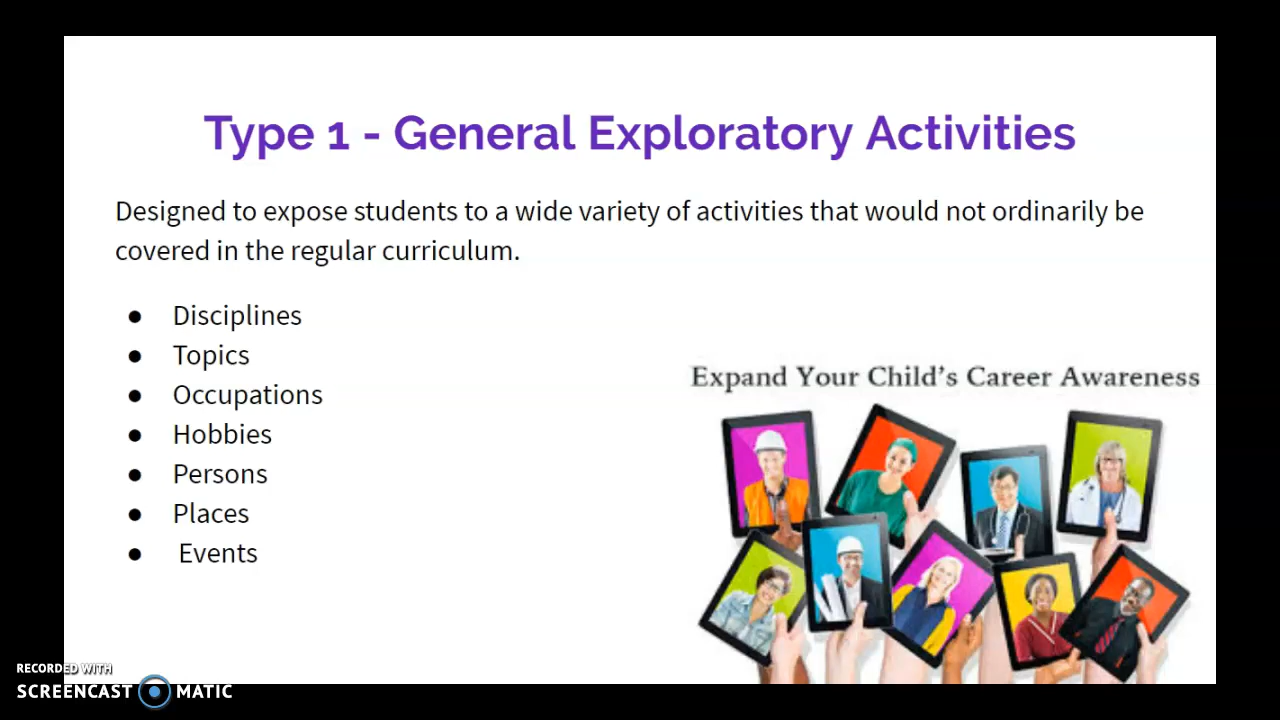 Type 1 - General Exploratory Activities
Designed to expose students to a wide variety of activities that would not ordinarily be
covered in the regular curriculum.
● Disciplines
● Topics
● Occupations
● Hobbies
● Persons
● Places
● Events
Expand Your Child's Career Awareness
RECORDED WITH
SCREENCAST MATIC